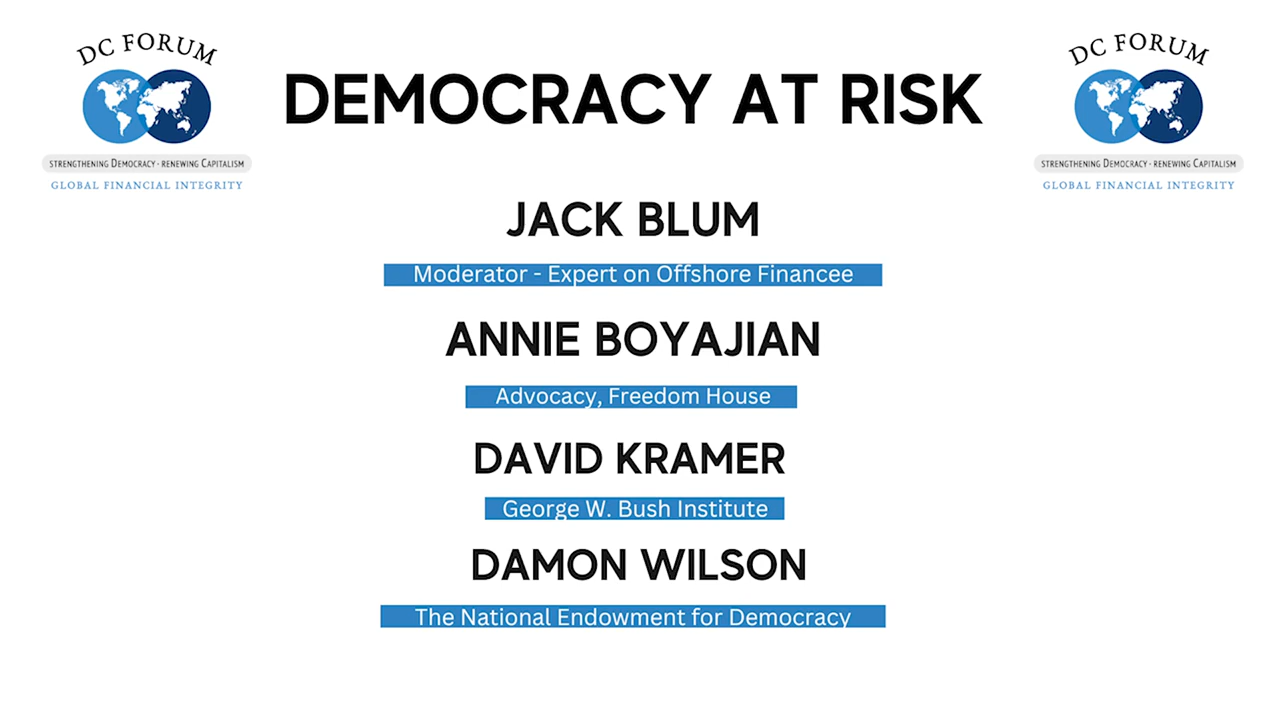 DC FORUM
STRENGTHENING DEMOCRACY · RENEWING CAPITALISM
GLOBAL FINANCIAL INTEGRITY
DEMOCRACY AT RISK
DC FORUM
STRENGTHENING DEMOCRACY · RENEWING CAPITALISM
GLOBAL FINANCIAL INTEGRITY
JACK BLUM
Moderator - Expert on Offshore Financee
ANNIE BOYAJIAN
Advocacy, Freedom House
DAVID KRAMER
George W. Bush Institute
DAMON WILSON
The National Endowment for Democracy